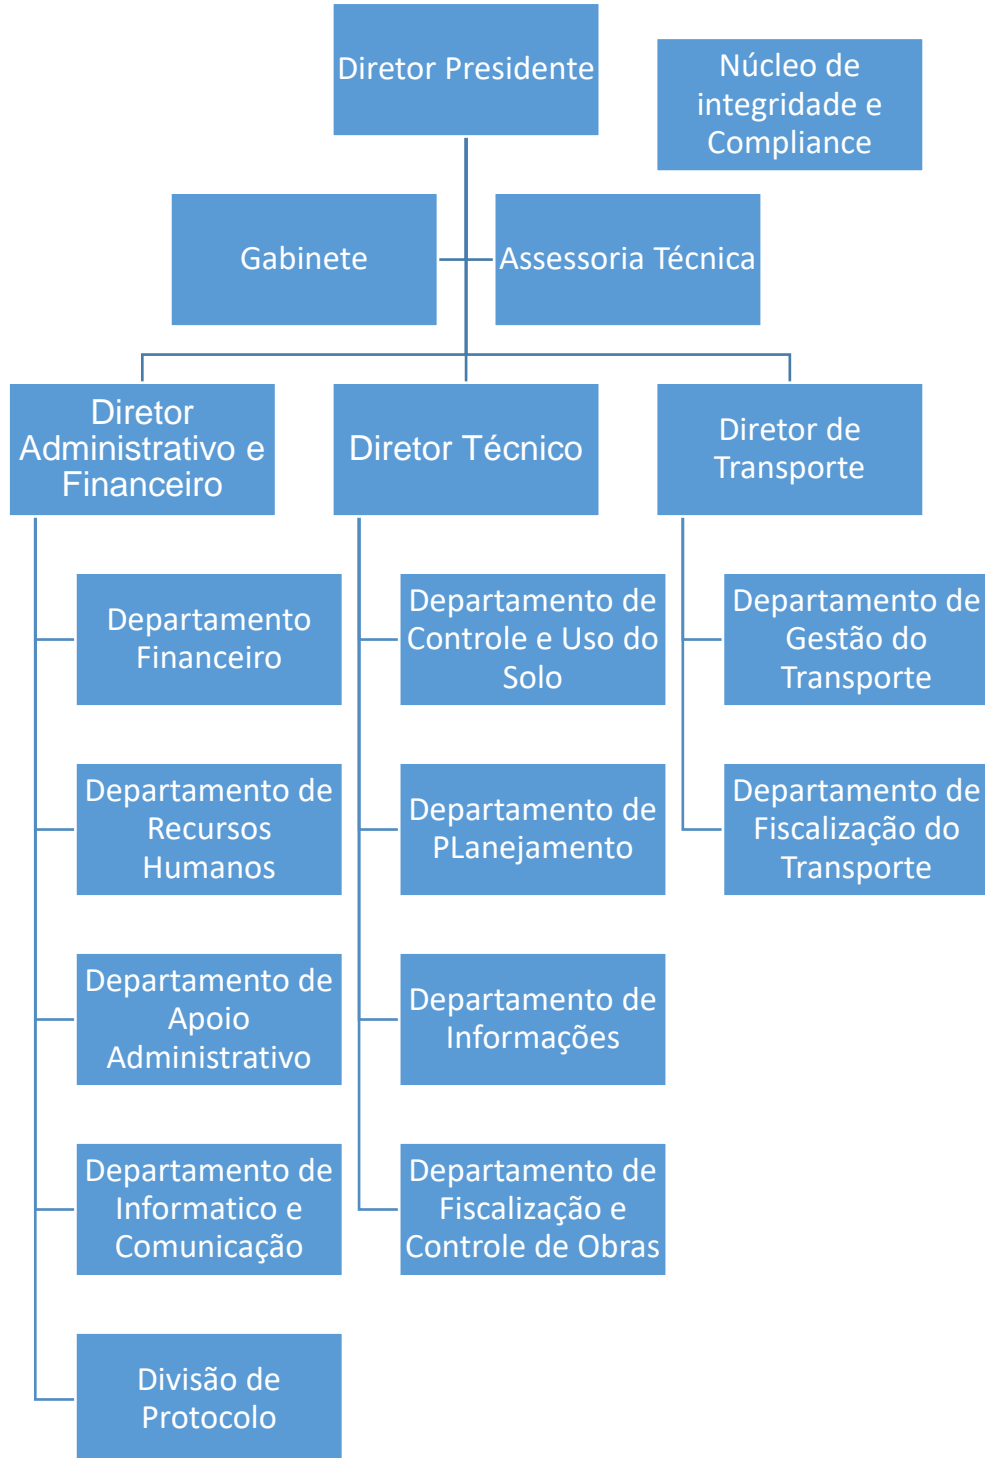 Diretor Presidente
Núcleo de
integridade e
Compliance
Gabinete
Assessoria Técnica
Diretor
Administrativo e
Financeiro
Diretor Técnico
Diretor de
Transporte
Departamento
Financeiro
Departamento de
Controle e Uso do
Solo
Departamento de
Gestão do
Transporte
Departamento de
Recursos
Humanos
Departamento de
PLanejamento
Departamento de
Fiscalização do
Transporte
Departamento de
Apoio
Administrativo
Departamento de
Informações
Departamento de
Informatico e
Comunicação
Departamento de
Fiscalização e
Controle de Obras
Divisão de
Protocolo